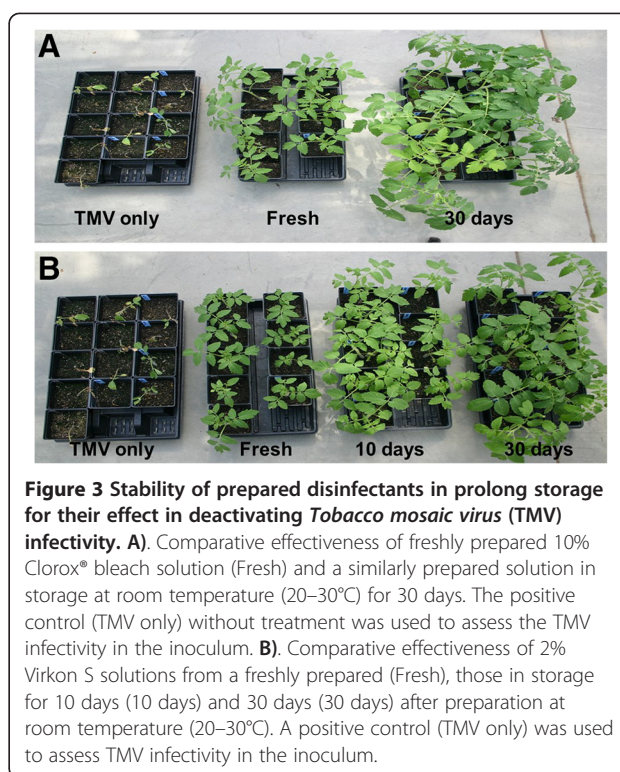 A
TMV only Fresh 30 days
B
TMV only Fresh 10 days 30 days
Figure 3 Stability of prepared disinfectants in prolong storage
for their effect in deactivating Tobacco mosaic virus (TMV)
infectivity. A). Comparative effectiveness of freshly prepared 10%
Clorox® bleach solution (Fresh) and a similarly prepared solution in
storage at room temperature (20–30°C) for 30 days. The positive
control (TMV only) without treatment was used to assess the TMV
infectivity in the inoculum. B). Comparative effectiveness of 2%
Virkon S solutions from a freshly prepared (Fresh), those in storage
for 10 days (10 days) and 30 days (30 days) after preparation at
room temperature (20–30°C). A positive control (TMV only) was used
to assess TMV infectivity in the inoculum.